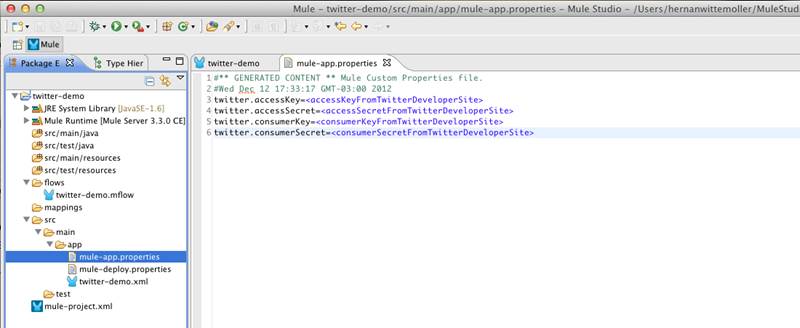 Mule – twitter-demo/src/main/app/mule-app.properties – Mule Studio – /Users/hernanwittemoller/MuleStud
Mule
Package E
Type Hier
twitter-demo
mule-app.properties
twitter-demo
JRE System Library [JavaSE-1.6]
Mule Runtime [Mule Server 3.3.0 CE]
src/main/java
src/test/java
src/main/resources
src/test/resources
flows
twitter-demo.mflow
mappings
src
main
app
mule-app.properties
mule-deploy.properties
twitter-demo.xml
test
mule-project.xml
1 #** GENERATED CONTENT ** Mule Custom Properties file.
2 #Wed Dec 12 17:33:17 GMT-03:00 2012
3 twitter.accessKey=<accessKeyFromTwitterDeveloperSite>
4 twitter.accessSecret=<accessSecretFromTwitterDeveloperSite>
5 twitter.consumerKey=<consumerKeyFromTwitterDeveloperSite>
6 twitter.consumerSecret=<consumerSecretFromTwitterDeveloperSite>